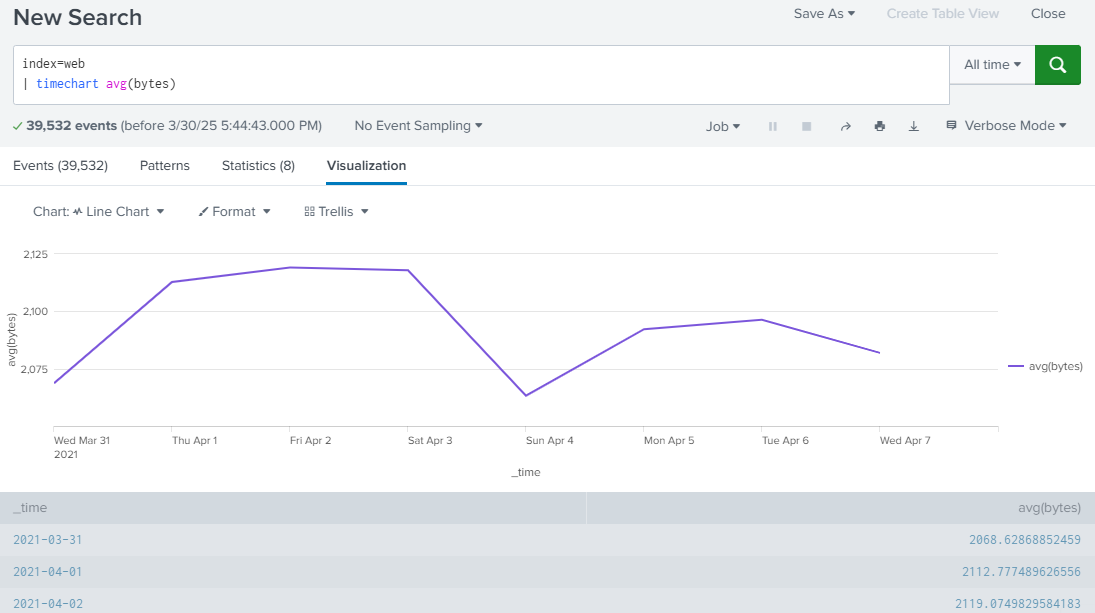 New Search
Save As ▾ Create Table View Close
index=web
| timechart avg(bytes)
All time ▾
✓ 39,532 events (before 3/30/25 5:44:43.000 PM) No Event Sampling ▾
Job ▾ Verbose Mode ▾
Events (39,532) Patterns Statistics (8) Visualization
Chart: Line Chart ▾ Format ▾ Trellis ▾
2,125
2,100
2,075
avg(bytes)
avg(bytes)
Wed Mar 31 Thu Apr 1 Fri Apr 2 Sat Apr 3 Sun Apr 4 Mon Apr 5 Tue Apr 6 Wed Apr 7
2021
_time
_time avg(bytes)
2021-03-31 2068.62868852459
2021-04-01 2112.777489626556
2021-04-02 2119.0749829584183